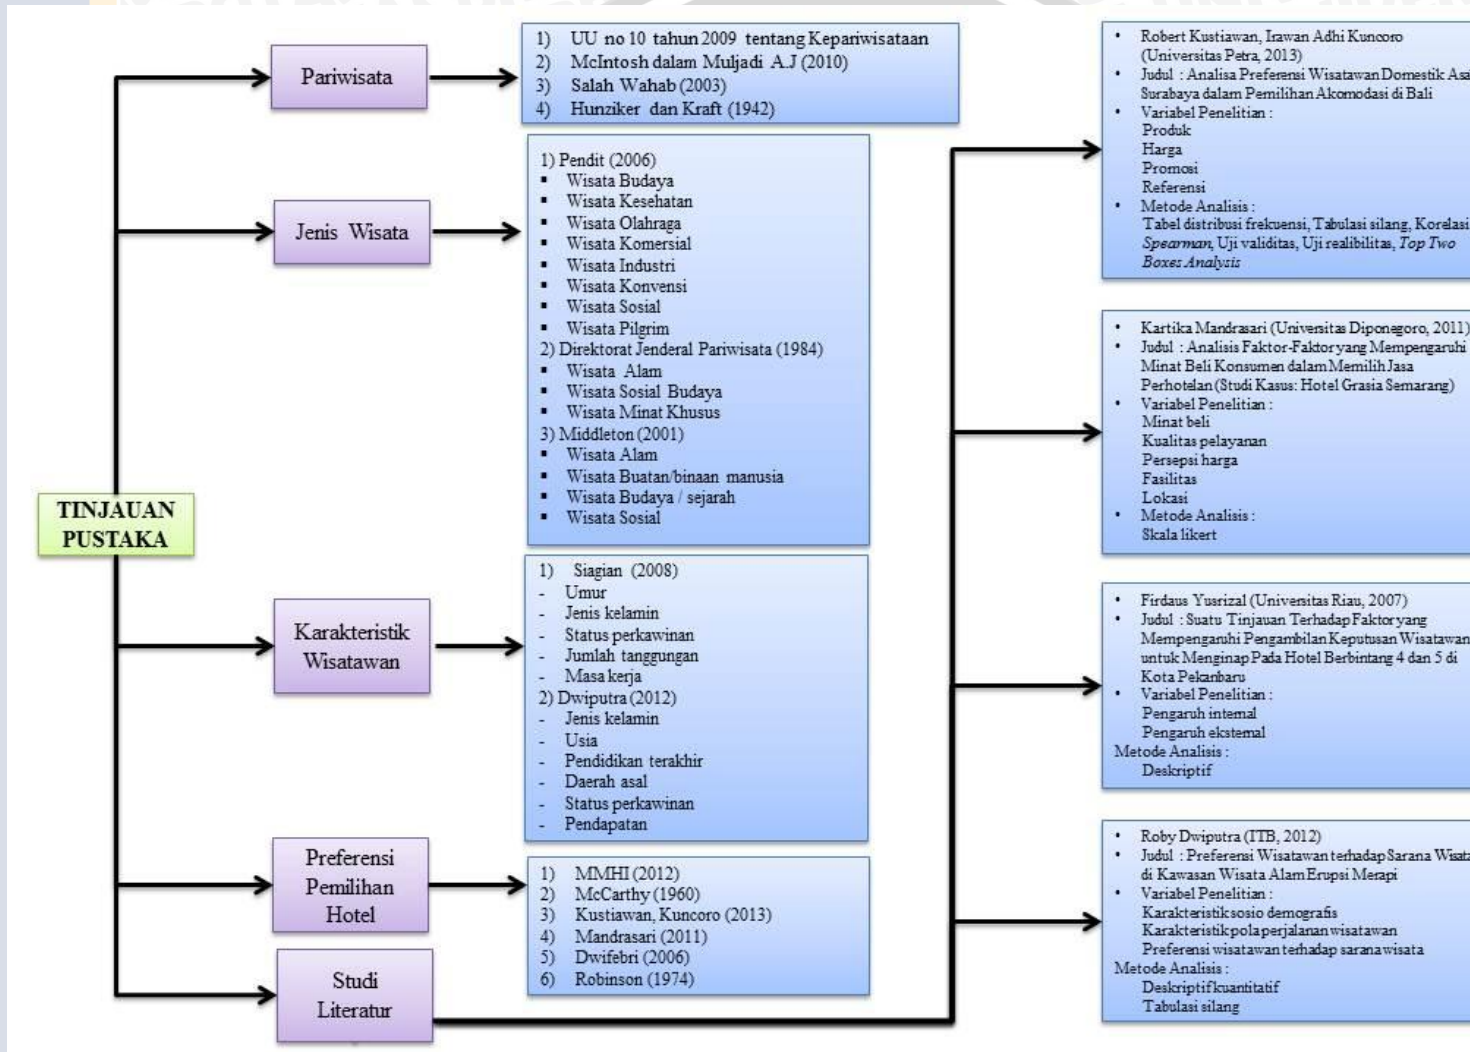 TINJAUAN
PUSTAKA
Pariwisata
1) UU no 10 tahun 2009 tentang Kepariwisataan
2) McIntosh dalam Muljadi A.J (2010)
3) Salah Wahab (2003)
4) Hunziker dan Kraft (1942)
Jenis Wisata
1) Pendit (2006)
▪ Wisata Budaya
▪ Wisata Kesehatan
▪ Wisata Olahraga
▪ Wisata Komersial
▪ Wisata Industri
▪ Wisata Konvensi
▪ Wisata Sosial
▪ Wisata Pilgrim
2) Direktorat Jenderal Pariwisata (1984)
▪ Wisata Alam
▪ Wisata Sosial Budaya
▪ Wisata Minat Khusus
3) Middleton (2001)
▪ Wisata Alam
▪ Wisata Buatan/binaan manusia
▪ Wisata Budaya / sejarah
▪ Wisata Sosial
Karakteristik
Wisatawan
1) Siagian (2008)
- Umur
- Jenis kelamin
- Status perkawinan
- Jumlah tanggungan
- Masa kerja
2) Dwiputra (2012)
- Jenis kelamin
- Usia
- Pendidikan terakhir
- Daerah asal
- Status perkawinan
- Pendapatan
Preferensi
Pemilihan
Hotel
1) MMHI (2012)
2) McCarthy (1960)
3) Kustiawan, Kuncoro (2013)
4) Mandrasari (2011)
5) Dwifebri (2006)
6) Robinson (1974)
Studi
Literatur
• Robert Kustiawan, Irawan Adhi Kuncoro
(Universitas Petra, 2013)
• Judul : Analisa Preferensi Wisatawan Domestik Asa
Surabaya dalam Pemilihan Akomodasi di Bali
• Variabel Penelitian :
Produk
Harga
Promosi
Referensi
• Metode Analisis :
Tabel distribusi frekuensi, Tabulasi silang, Korelasi
Spearman, Uji validitas, Uji realibilitas, Top Two
Boxes Analysis
• Kartika Mandrasari (Universitas Diponegoro, 2011)
• Judul : Analisis Faktor-Faktor yang Mempengaruhi
Minat Beli Konsumen dalam Memilih Jasa
Perhotelan (Studi Kasus: Hotel Grasia Semarang)
• Variabel Penelitian :
Minat beli
Kualitas pelayanan
Persepsi harga
Fasilitas
Lokasi
• Metode Analisis :
Skala likert
• Firdaus Yusrizal (Universitas Riau, 2007)
• Judul : Suatu Tinjauan Terhadap Faktor yang
Mempengaruhi Pengambilan Keputusan Wisatawan
untuk Menginap Pada Hotel Berbintang 4 dan 5 di
Kota Pekanbaru
• Variabel Penelitian :
Pengaruh internal
Pengaruh eksternal
Metode Analisis :
Deskriptif
• Roby Dwiputra (ITB, 2012)
• Judul : Preferensi Wisatawan terhadap Sarana Wisata
di Kawasan Wisata Alam Erupsi Merapi
• Variabel Penelitian :
Karakteristik sosio demografis
Karakteristik pola perjalanan wisatawan
Preferensi wisatawan terhadap sarana wisata
Metode Analisis :
Deskriptif kuantitatif
Tabulasi silang